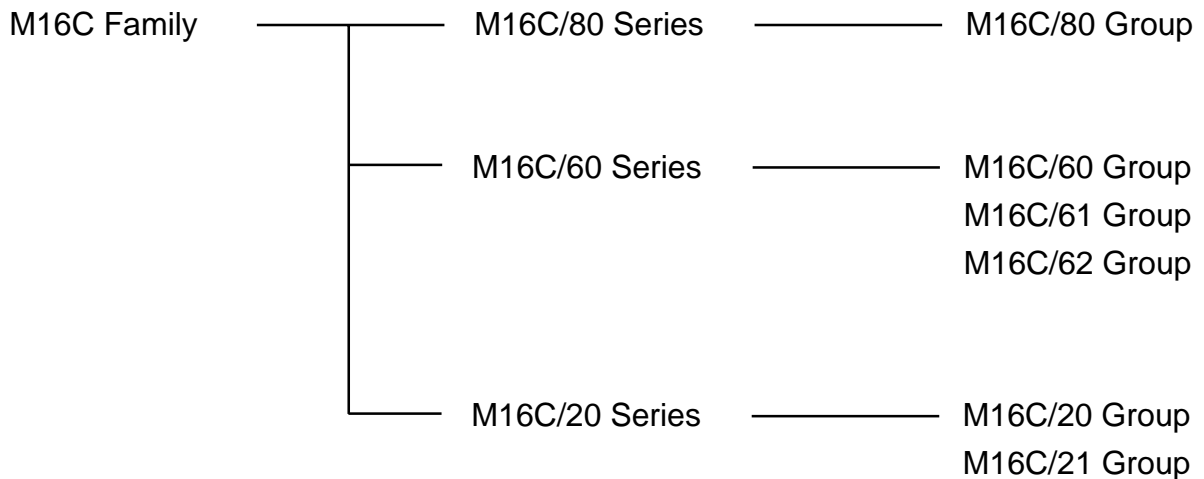 M16C Family M16C/80 Series M16C/80 Group
M16C/60 Series M16C/60 Group
M16C/61 Group
M16C/62 Group
M16C/20 Series M16C/20 Group
M16C/21 Group